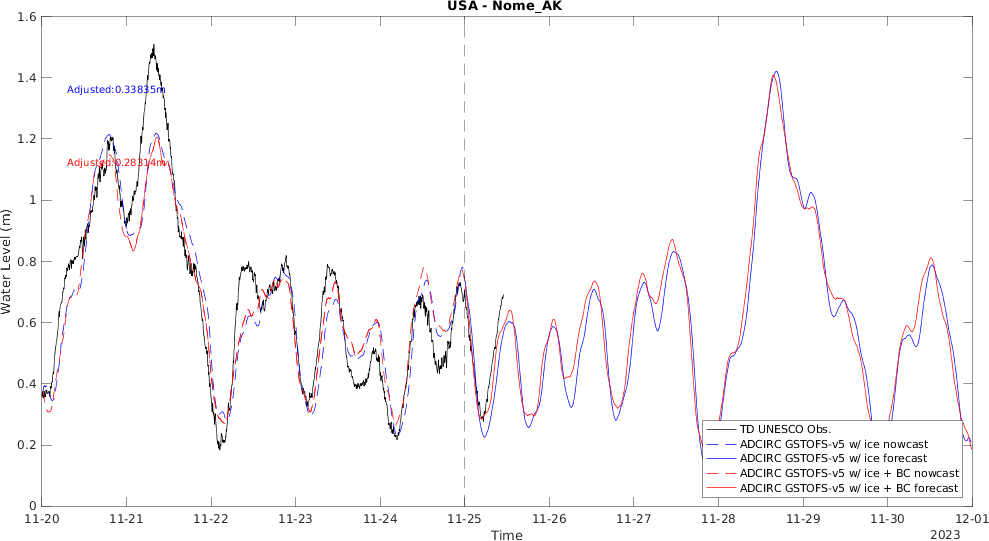 USA - Nome_AK
1.6
1.4
1.2
1
0.8
0.6
0.4
0.2
0
Water Level (m)
Adjusted:0.33835m
Adjusted:0.28314m
TD UNESCO Obs.
ADCIRC GSTOFS-v5 w/ ice nowcast
ADCIRC GSTOFS-v5 w/ ice forecast
ADCIRC GSTOFS-v5 w/ ice + BC nowcast
ADCIRC GSTOFS-v5 w/ ice + BC forecast
11-20 11-21 11-22 11-23 11-24 11-25 11-26 11-27 11-28 11-29 11-30 12-01
Time
2023